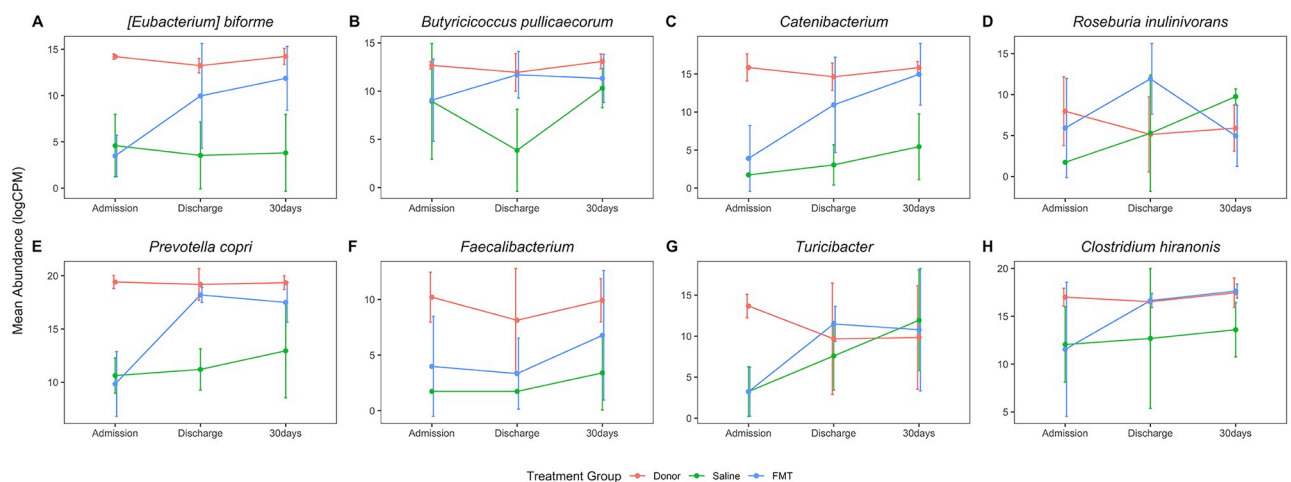 A [Eubacterium] biforme
B Butyricicoccus pullicaecorum
C Catenibacterium
D Roseburia inulinivorans
15
10
5
0
15
10
5
0
15
10
5
0
15
10
5
0
Admission Discharge 30days
Admission Discharge 30days
Admission Discharge 30days
Admission Discharge 30days
Mean Abundance (logCPM)
E Prevotella copri
F Faecalibacterium
G Turicibacter
H Clostridium hiranonis
20
15
10
10
5
0
15
10
5
0
20
15
10
5
Admission Discharge 30days
Admission Discharge 30days
Admission Discharge 30days
Admission Discharge 30days
Treatment Group Donor Saline FMT